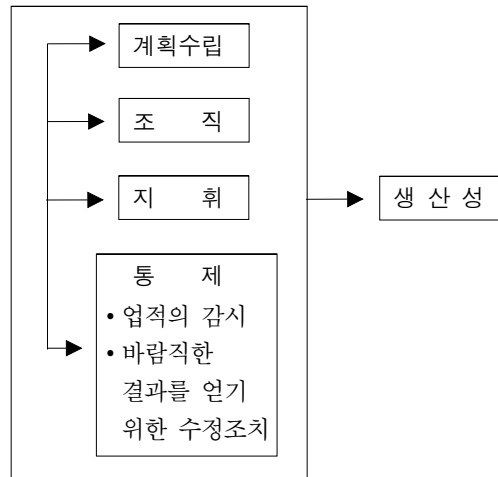 계획수립
조 직
지 휘
생 산 성
통 제
• 업적의 감시
• 바람직한
결과를 얻기
위한 수정조치